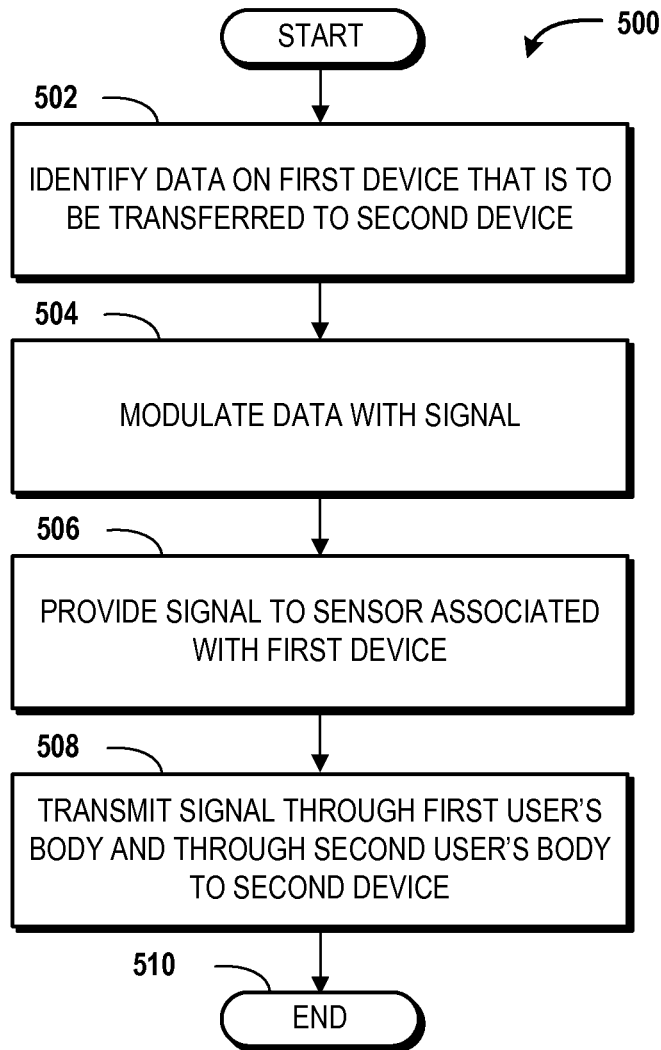 START
500
502
IDENTIFY DATA ON FIRST DEVICE THAT IS TO
BE TRANSFERRED TO SECOND DEVICE
504
MODULATE DATA WITH SIGNAL
506
PROVIDE SIGNAL TO SENSOR ASSOCIATED
WITH FIRST DEVICE
508
TRANSMIT SIGNAL THROUGH FIRST USER'S
BODY AND THROUGH SECOND USER'S BODY
TO SECOND DEVICE
510
END